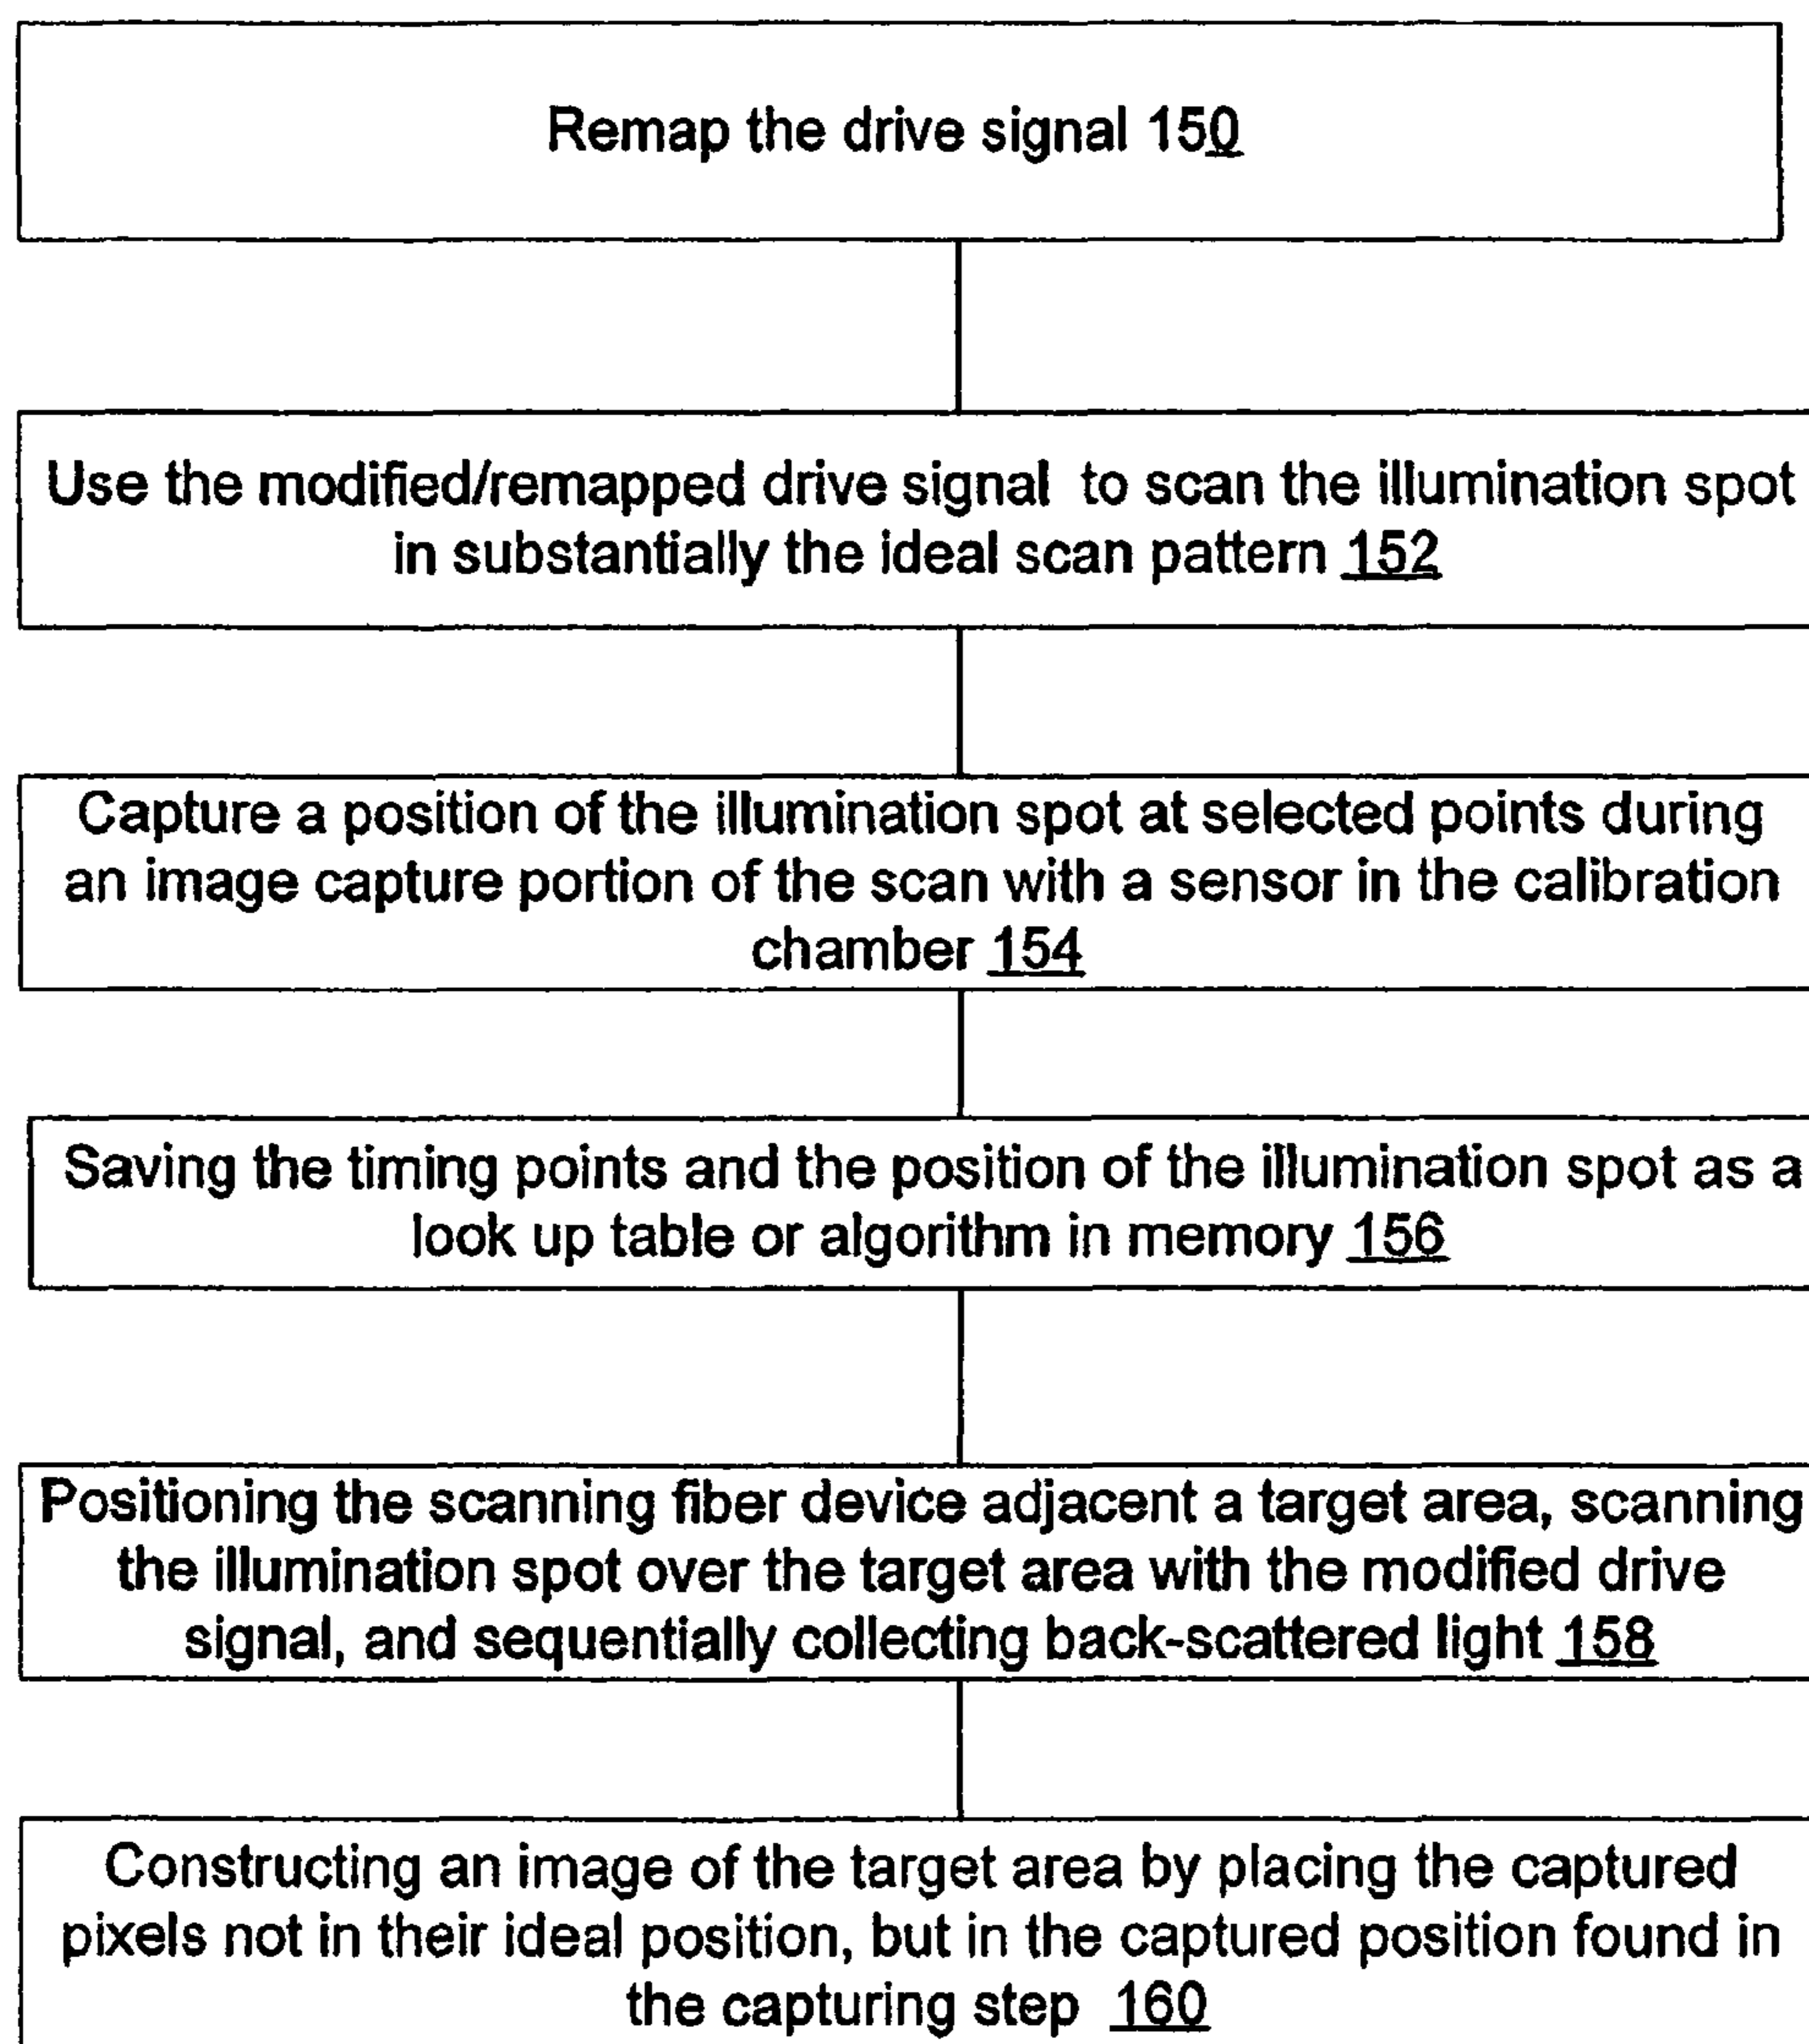 Remap the drive signal 150
Use the modified/remapped drive signal to scan the illumination spot
in substantially the ideal scan pattern 152
Capture a position of the illumination spot at selected points during
an image capture portion of the scan with a sensor in the calibration
chamber 154
Saving the timing points and the position of the illumination spot as a
look up table or algorithm in memory 156
Positioning the scanning fiber device adjacent a target area, scanning
the illumination spot over the target area with the modified drive
signal, and sequentially collecting back-scattered light 158
Constructing an image of the target area by placing the captured
pixels not in their ideal position, but in the captured position found in
the capturing step 160